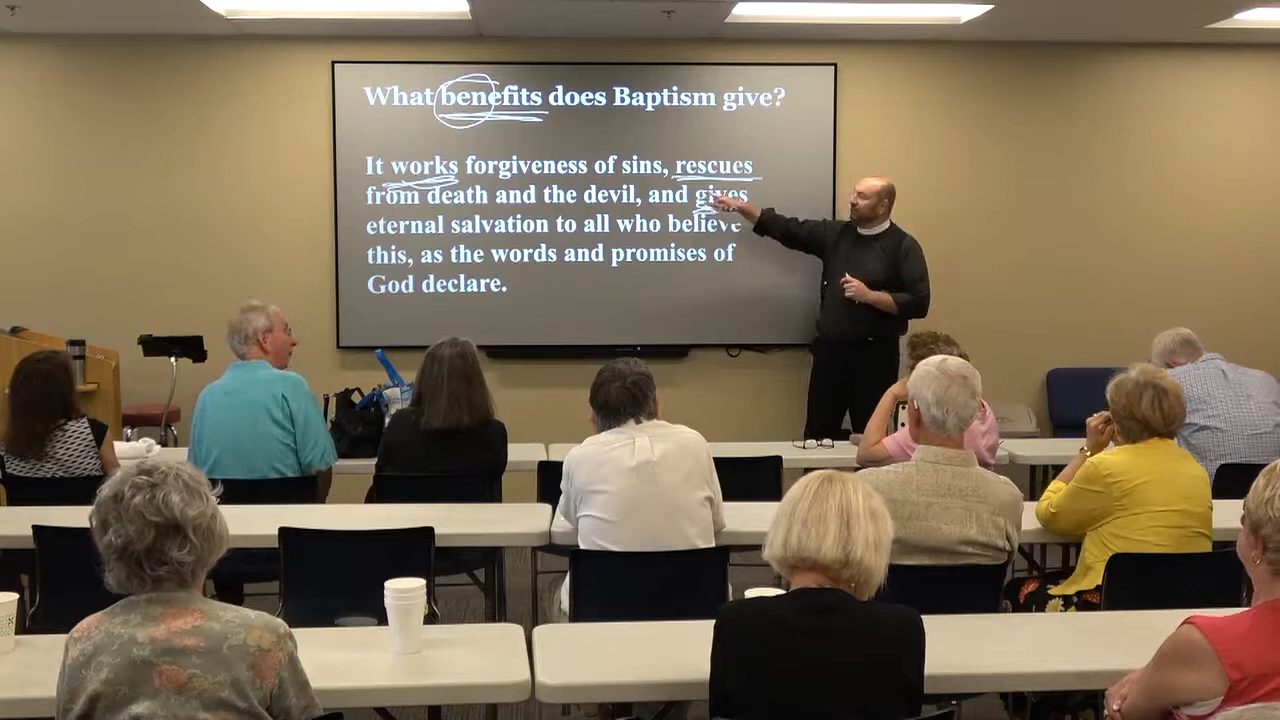 What benefits does Baptism give?
It works forgiveness of sins, rescues
from death and the devil, and gives
eternal salvation to all who believe
this, as the words and promises of
God declare.